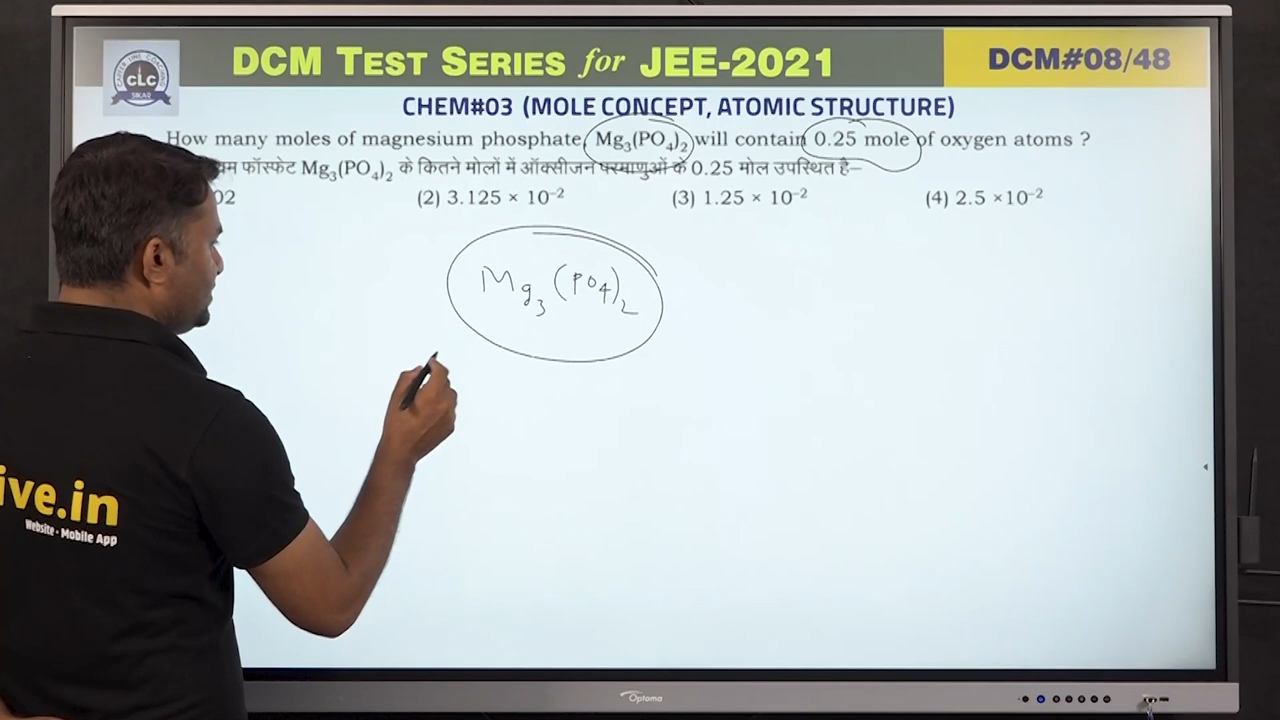 DCM TEST SERIES for JEE-2021
DCM#08/48
CLC
SIKAR
CHEM#03 (MOLE CONCEPT, ATOMIC STRUCTURE)
How many moles of magnesium phosphate, Mg₃(PO₄)₂ will contain 0.25 mole of oxygen atoms ?
फॉस्फेट Mg₃(PO₄)₂ के कितने मोलों में ऑक्सीजन परमाणुओं के 0.25 मोल उपस्थित है–
02 (2) 3.125 × 10⁻² (3) 1.25 × 10⁻² (4) 2.5 ×10⁻²
Mg₃(PO₄)₂
ive.in
Website - Mobile App
Optoma